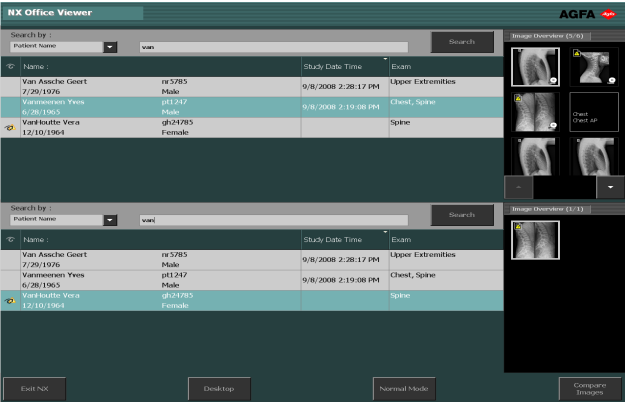 NX Office Viewer
AGFA Agfa
Search by :
Patient Name van Search
Name : Study Date Time Exam
Van Assche Geert nr5785 9/8/2008 2:28:17 PM Upper Extremities
7/29/1976 Male
Vanmeenen Yves pt1247 9/8/2008 2:19:08 PM Chest, Spine
6/28/1965 Male
VanHoutte Vera gh24785 Spine
12/10/1964 Female
Image Overview (5/6)
Chest
Chest AP
Search by :
Patient Name van Search
Name : Study Date Time Exam
Van Assche Geert nr5785 9/8/2008 2:28:17 PM Upper Extremities
7/29/1976 Male
Vanmeenen Yves pt1247 9/8/2008 2:19:08 PM Chest, Spine
6/28/1965 Male
VanHoutte Vera gh24785 Spine
12/10/1964 Female
Image Overview (1/1)
Exit NX Desktop Normal Mode Compare
Images